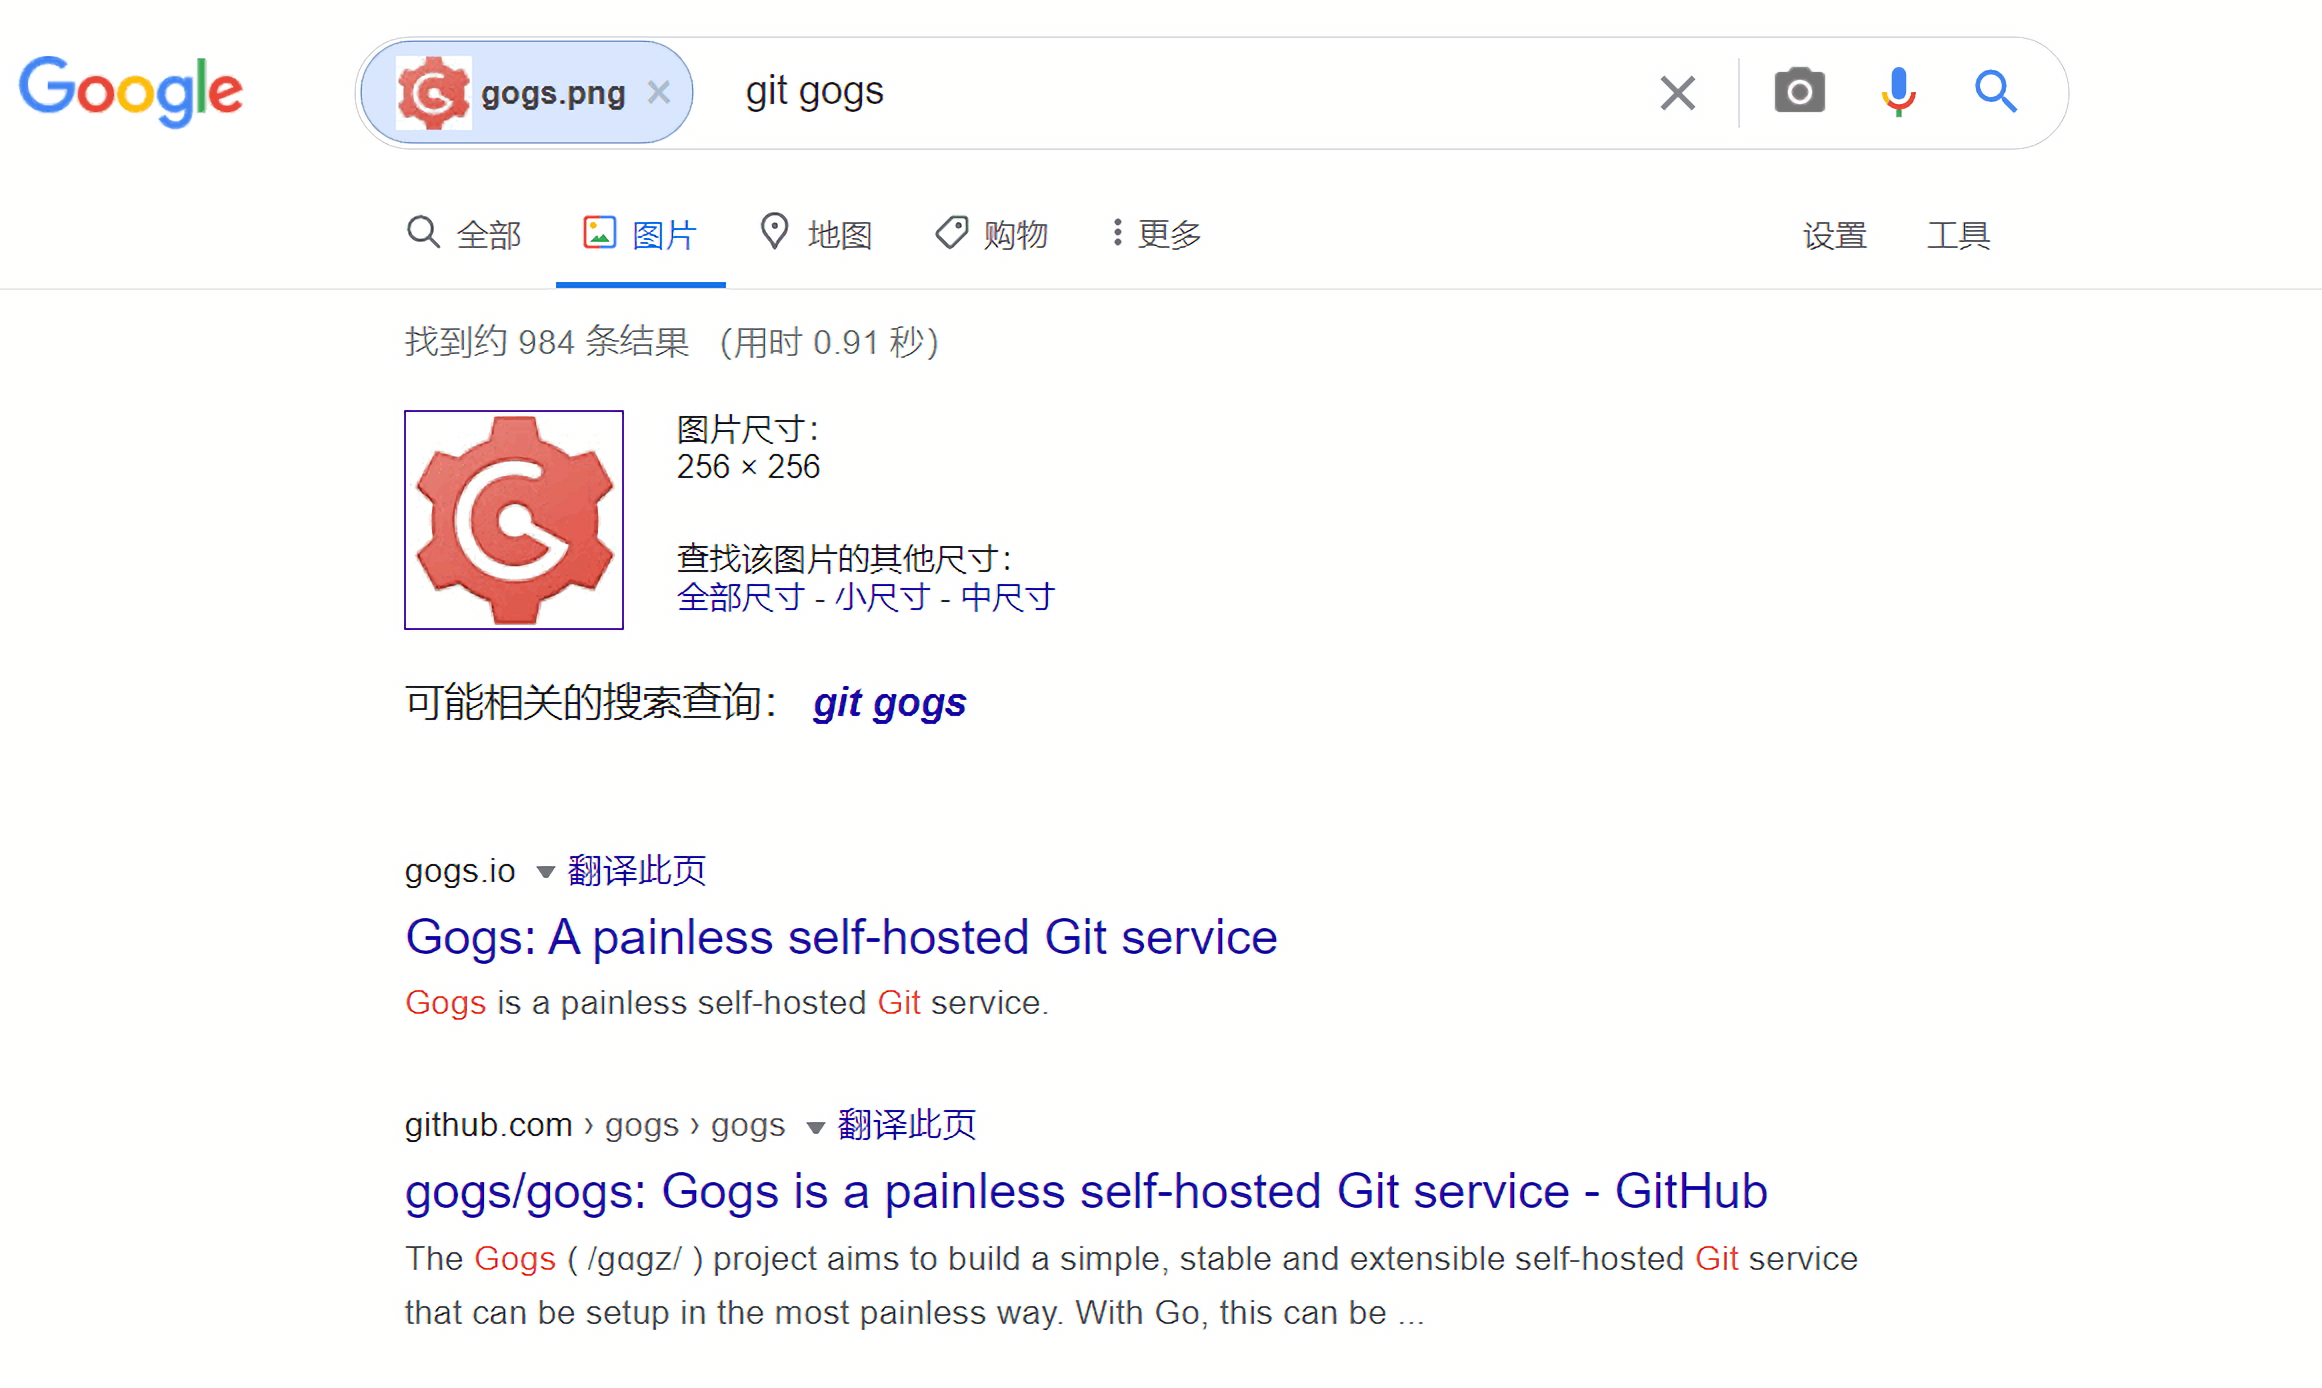 Google
gogs.png × git gogs
全部 图片 地图 购物 更多 设置 工具
找到约 984 条结果 （用时 0.91 秒）
图片尺寸：
256 × 256
查找该图片的其他尺寸：
全部尺寸 - 小尺寸 - 中尺寸
可能相关的搜索查询： git gogs
gogs.io 翻译此页
Gogs: A painless self-hosted Git service
Gogs is a painless self-hosted Git service.
github.com › gogs › gogs 翻译此页
gogs/gogs: Gogs is a painless self-hosted Git service - GitHub
The Gogs ( /gɑgz/ ) project aims to build a simple, stable and extensible self-hosted Git service
that can be setup in the most painless way. With Go, this can be ...